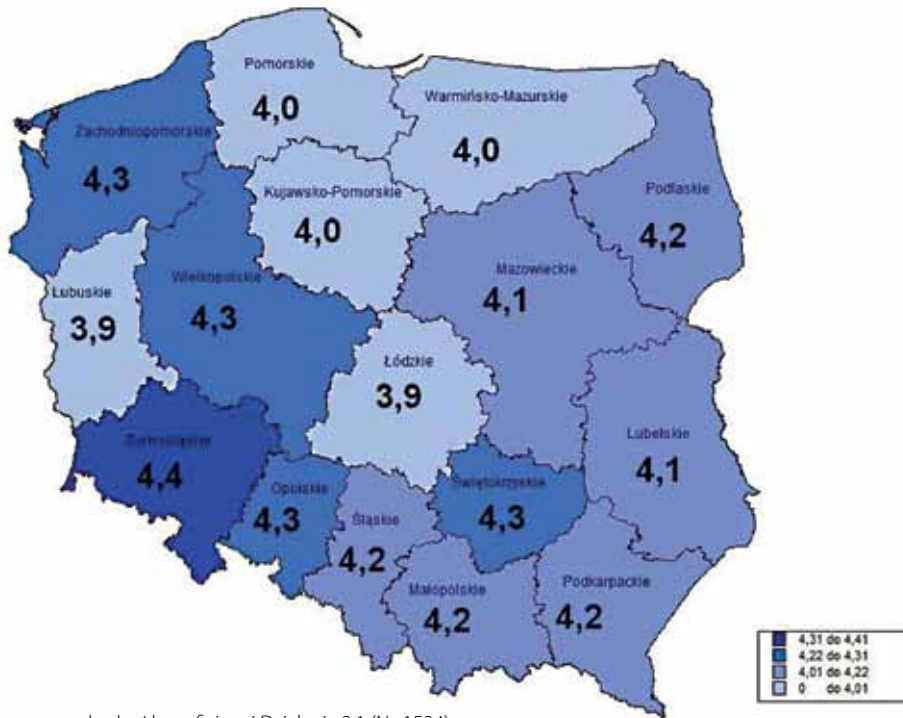 Pomorskie
4,0
Warmińsko-Mazurskie
4,0
Zachodniopomorskie
4,3
Kujawsko-Pomorskie
4,0
Podlaskie
4,2
Mazowieckie
4,1
Wielkopolskie
4,3
Lubuskie
3,9
Łódzkie
3,9
Lubelskie
4,1
Dolnośląskie
4,4
Opolskie
4,3
Śląskie
4,2
Świętokrzyskie
4,3
Małopolskie
4,2
Podkarpackie
4,2
4,31 do 4,41
4,22 do 4,31
4,01 do 4,22
0 do 4,01
(N=1534)